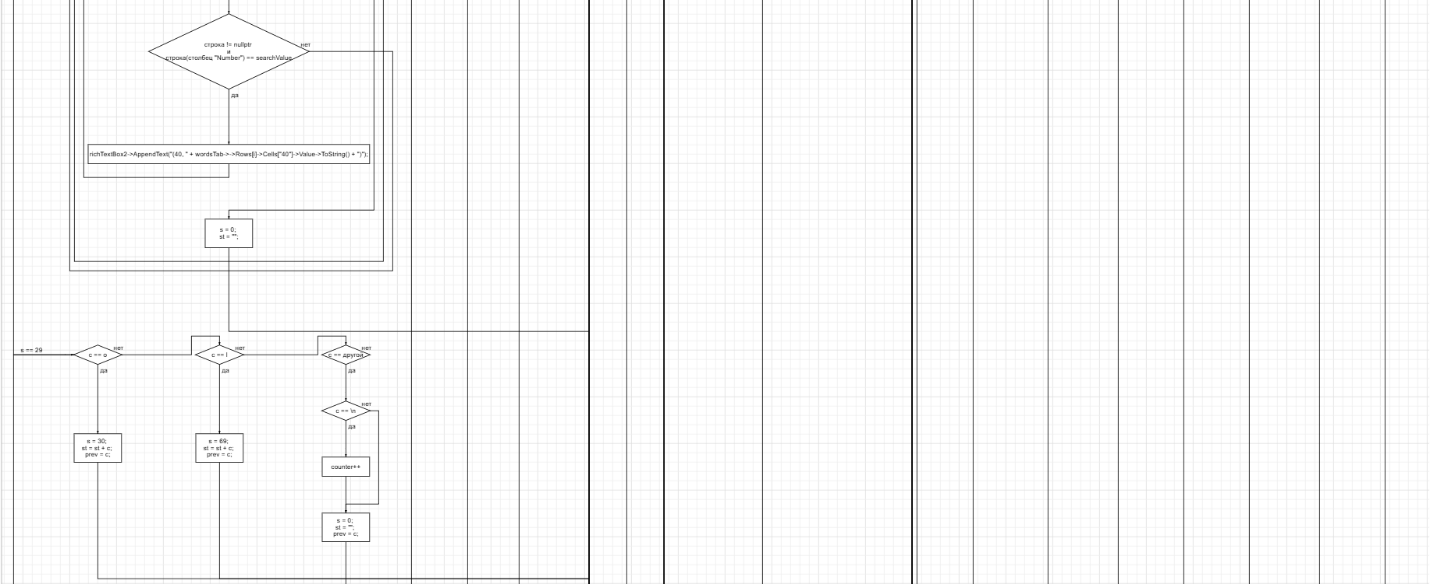 строка != nullptr
и
строка(столбец "Number") == searchValue
нет
да
richTextBox2->AppendText("(40, " + wordsTab->->Rows[i]->Cells["40"]->Value->ToString() + ")");
s = 0;
st = "";
s == 29
c == o
нет
да
c == l
нет
да
c == другой
нет
да
c == \n
нет
да
s = 30;
st = st + c;
prev = c;
s = 69;
st = st + c;
prev = c;
counter++
s = 0;
st = "";
prev = c;